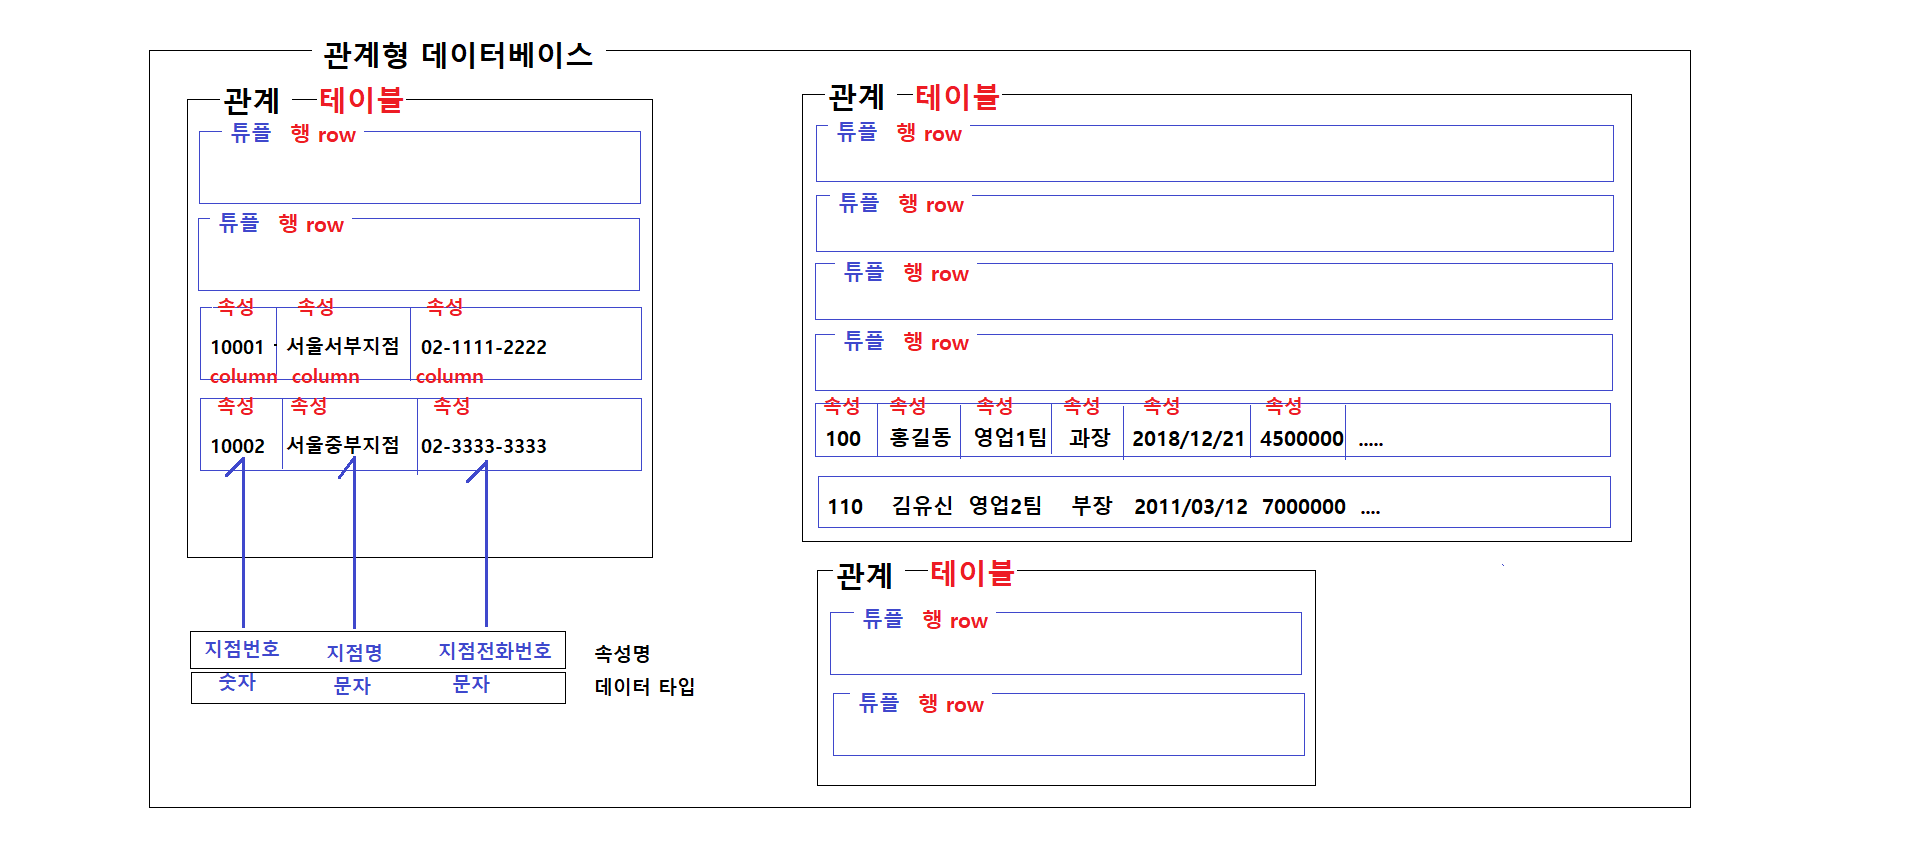 관계형 데이터베이스
관계 테이블
튜플 행 row
튜플 행 row
속성 속성 속성
10001 서울서부지점 02-1111-2222
column column column
속성 속성 속성
10002 서울중부지점 02-3333-3333
지점번호 지점명 지점전화번호 속성명
숫자 문자 문자 데이터 타입
관계 테이블
튜플 행 row
튜플 행 row
튜플 행 row
튜플 행 row
속성 속성 속성 속성 속성 속성
100 홍길동 영업1팀 과장 2018/12/21 4500000 .....
110 김유신 영업2팀 부장 2011/03/12 7000000 ....
관계 테이블
튜플 행 row
튜플 행 row